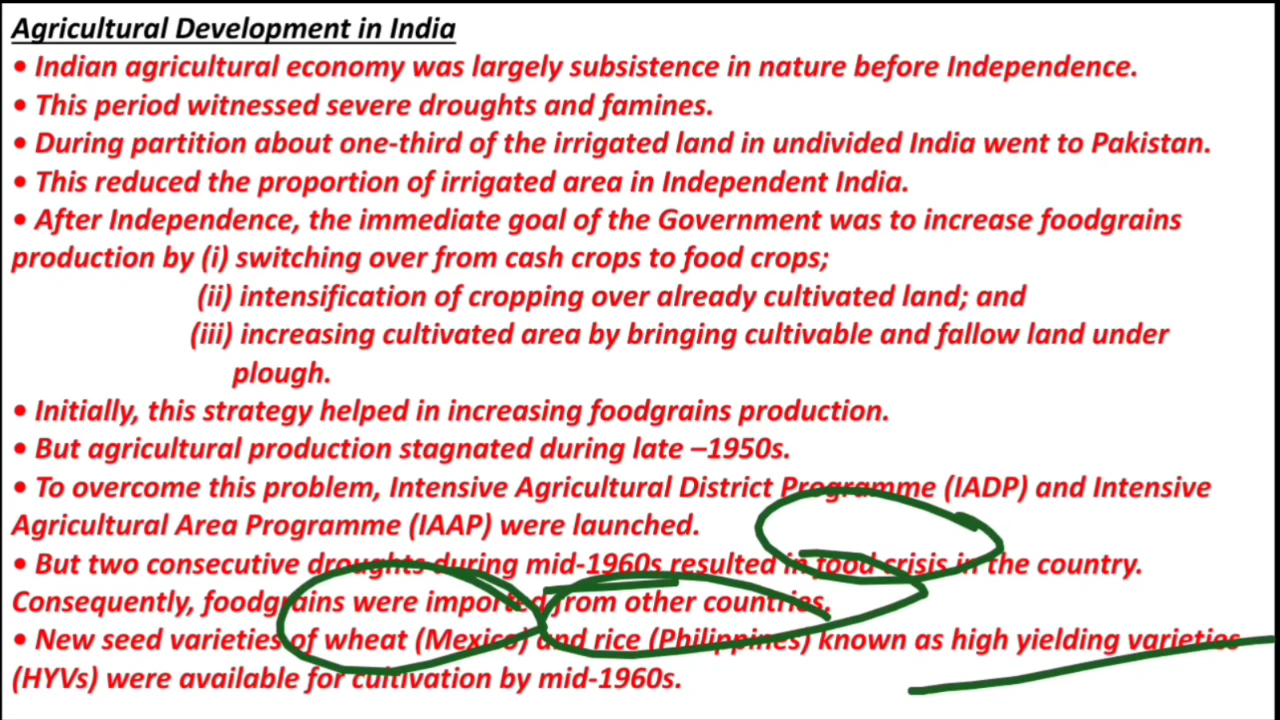 Agricultural Development in India
• Indian agricultural economy was largely subsistence in nature before Independence.
• This period witnessed severe droughts and famines.
• During partition about one-third of the irrigated land in undivided India went to Pakistan.
• This reduced the proportion of irrigated area in Independent India.
• After Independence, the immediate goal of the Government was to increase foodgrains
production by (i) switching over from cash crops to food crops;
(ii) intensification of cropping over already cultivated land; and
(iii) increasing cultivated area by bringing cultivable and fallow land under
plough.
• Initially, this strategy helped in increasing foodgrains production.
• But agricultural production stagnated during late –1950s.
• To overcome this problem, Intensive Agricultural District Programme (IADP) and Intensive
Agricultural Area Programme (IAAP) were launched.
• But two consecutive droughts during mid-1960s resulted in food crisis in the country.
Consequently, foodgrains were imported from other countries.
• New seed varieties of wheat (Mexico) and rice (Philippines) known as high yielding varieties
(HYVs) were available for cultivation by mid-1960s.